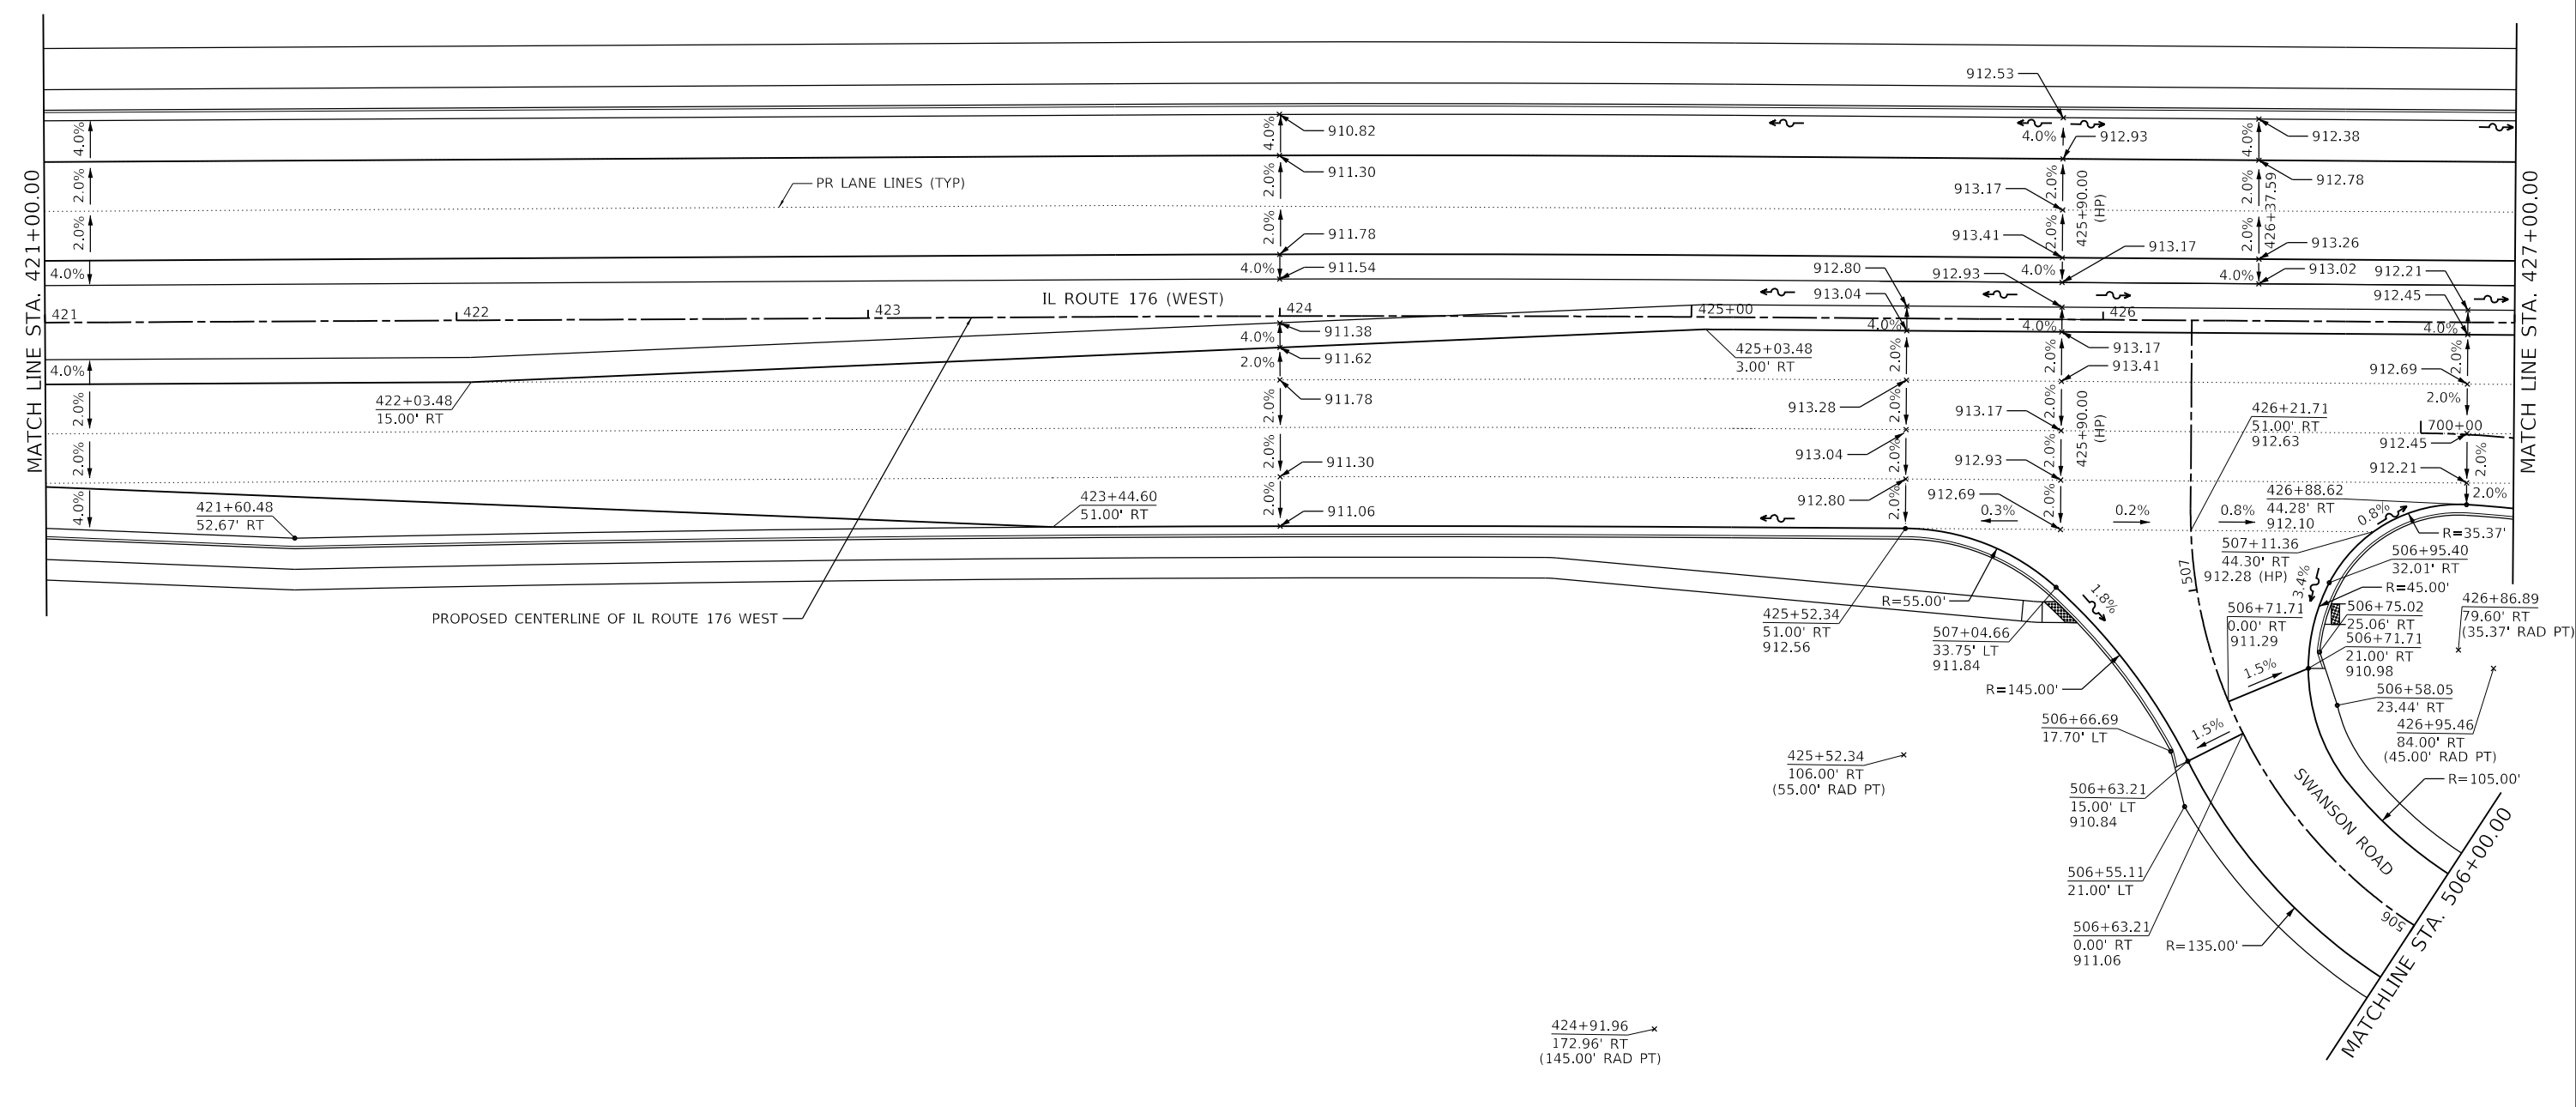 MATCH LINE STA. 421+00.00
MATCH LINE STA. 427+00.00
MATCHLINE STA. 506+00.00
912.53
4.0%
4.0%
910.82
4.0%
912.93
4.0%
912.38
2.0%
PR LANE LINES (TYP)
2.0%
911.30
913.17
2.0%
425+90.00
(HP)
2.0%
426+37.59
912.78
2.0%
2.0%
911.78
913.41
2.0%
913.17
2.0%
913.26
4.0%
4.0%
911.54
912.80
912.93
4.0%
4.0%
913.02
912.21
IL ROUTE 176 (WEST)
913.04
912.45
421
422
423
424
425+00
426
911.38
4.0%
4.0%
4.0%
4.0%
911.62
425+03.48
3.00' RT
913.17
4.0%
2.0%
2.0%
2.0%
913.41
912.69
2.0%
422+03.48
15.00' RT
911.78
913.28
913.17
425+90.00
(HP)
426+21.71
51.00' RT
912.63
2.0%
2.0%
2.0%
2.0%
2.0%
700+00
912.45
2.0%
2.0%
911.30
913.04
2.0%
912.93
2.0%
912.21
2.0%
4.0%
421+60.48
52.67' RT
423+44.60
51.00' RT
2.0%
911.06
912.80
2.0%
912.69
2.0%
0.3%
0.2%
0.8%
426+88.62
44.28' RT
912.10
2.0%
0.8%
R=35.37'
507+11.36
44.30' RT
912.28 (HP)
506+95.40
32.01' RT
507
3.4%
R=45.00'
PROPOSED CENTERLINE OF IL ROUTE 176 WEST
R=55.00'
1.8%
425+52.34
51.00' RT
912.56
507+04.66
33.75' LT
911.84
506+71.71
0.00' RT
911.29
506+75.02
25.06' RT
506+71.71
21.00' RT
910.98
426+86.89
79.60' RT
(35.37' RAD PT)
1.5%
R=145.00'
506+58.05
23.44' RT
506+66.69
17.70' LT
1.5%
426+95.46
84.00' RT
(45.00' RAD PT)
425+52.34
106.00' RT
(55.00' RAD PT)
SWANSON ROAD
R=105.00'
506+63.21
15.00' LT
910.84
506+55.11
21.00' LT
506+63.21
0.00' RT
911.06
R=135.00'
506
424+91.96
172.96' RT
(145.00' RAD PT)